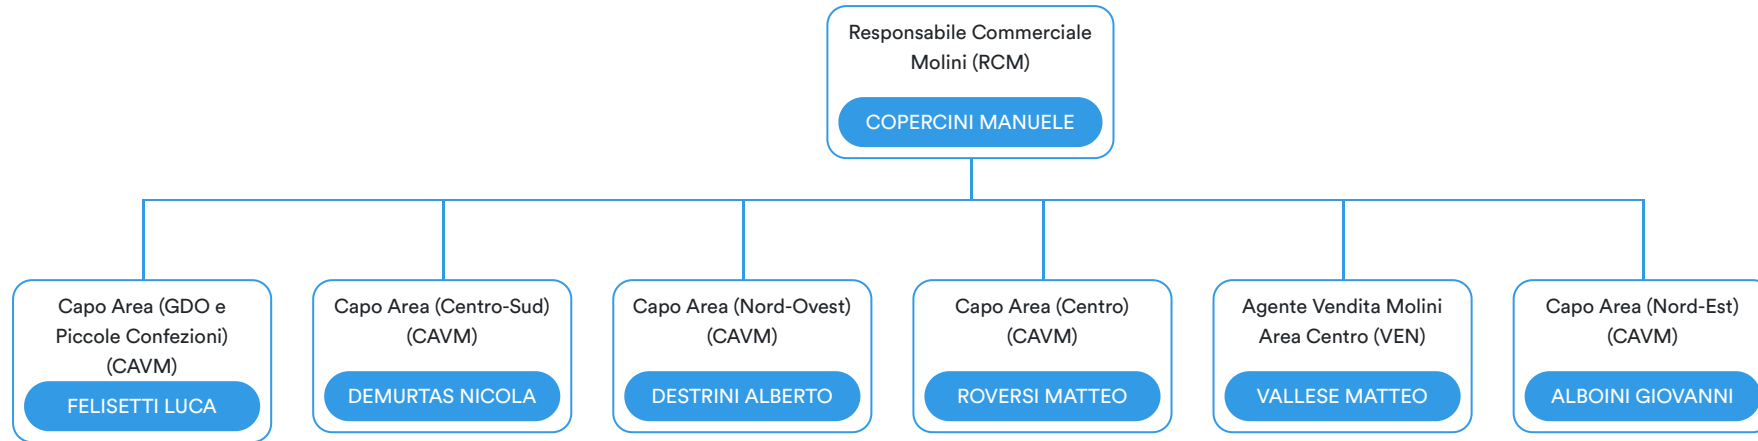 Responsabile Commerciale
Molini (RCM)
COPERCINI MANUELE
Capo Area (GDO e
Piccole Confezioni)
(CAVM)
FELISETTI LUCA
Capo Area (Centro-Sud)
(CAVM)
DEMURTAS NICOLA
Capo Area (Nord-Ovest)
(CAVM)
DESTRINI ALBERTO
Capo Area (Centro)
(CAVM)
ROVERSI MATTEO
Agente Vendita Molini
Area Centro (VEN)
VALLESE MATTEO
Capo Area (Nord-Est)
(CAVM)
ALBOINI GIOVANNI